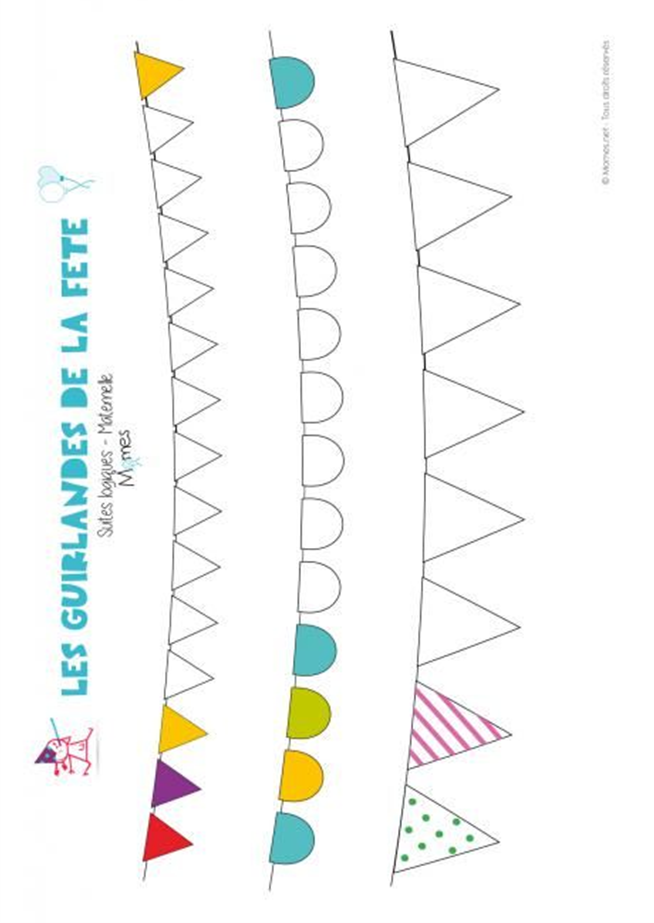 LES GUIRLANDES DE LA FETE
Suites logiques - Maternelle
Momes
© Momes.net - Tous droits réservés